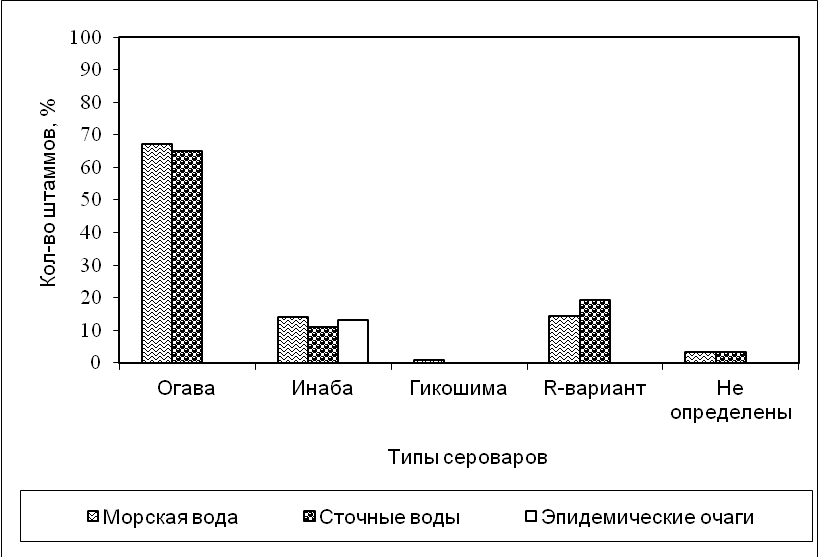 Кол-во штаммов, %
100
90
80
70
60
50
40
30
20
10
0
Огава Инаба Гикошима R-вариант Не
определены
Типы сероваров
Морская вода Сточные воды Эпидемические очаги